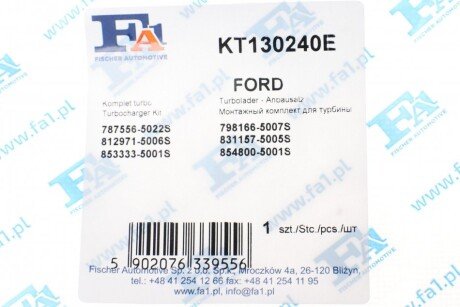 FA1
FISCHER AUTOMOTIVE
KT130240E
FORD
Komplet turbo
Turbocharger Kit
Turbolader - Anbausatz
Монтажный комплект для турбины
787556-5022S
812971-5006S
853333-5001S
798166-5007S
831157-5005S
854800-5001S
1 szt./Stc./pcs./шт
5 902076 339556
Fischer Automotive Sp. z o.o. Sp.k., Mroczków 4a, 26-120 Bliżyn,
tel.: +48 41 254 12 66 fax: +48 41 254 11 95
info@fa1.pl www.fa1.pl
www.fa1.pl